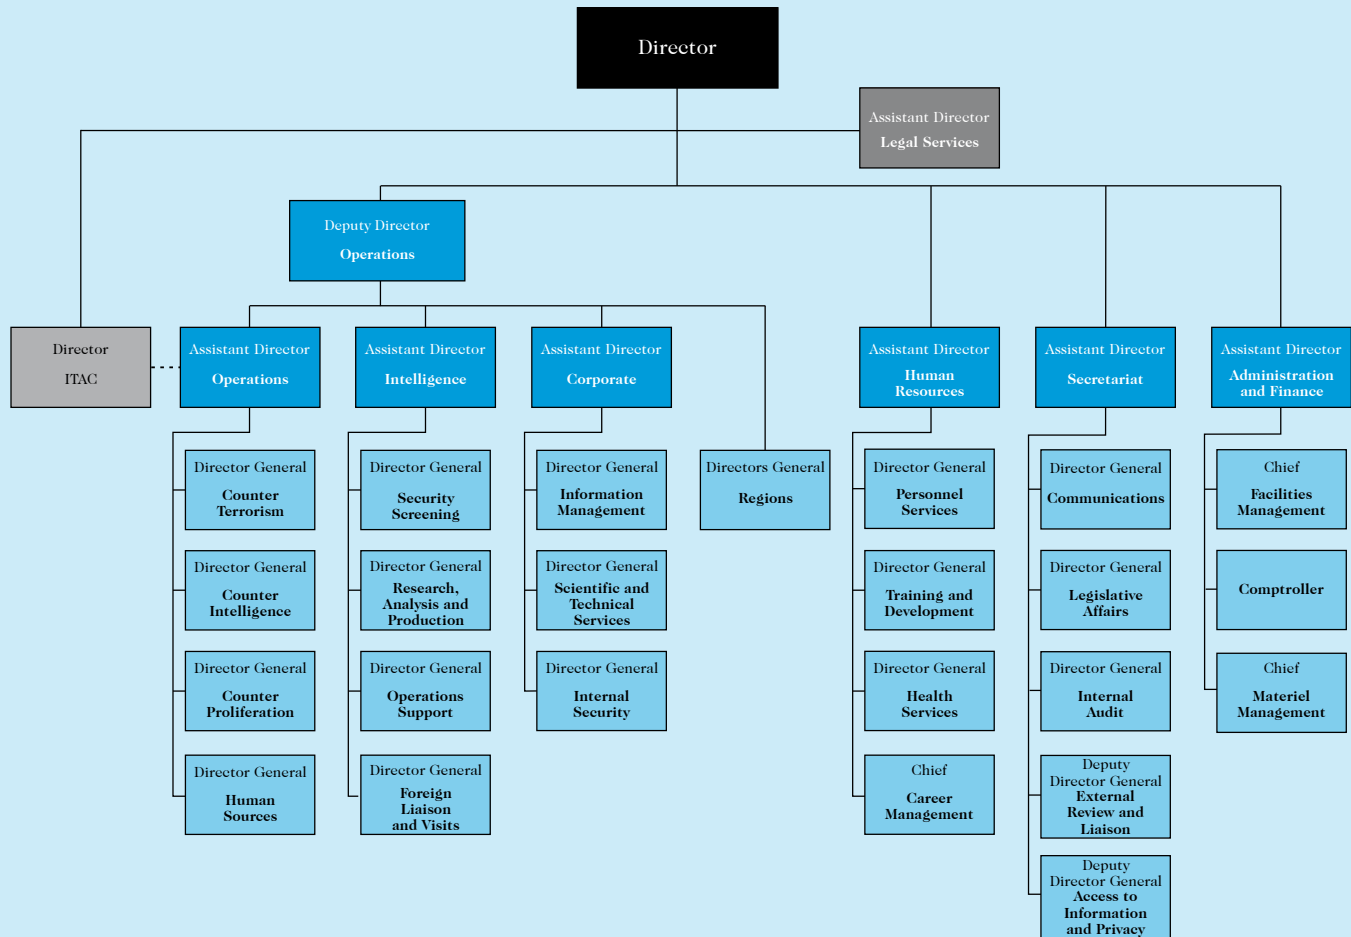 Director
Assistant Director
Legal Services
Deputy Director
Operations
Director
ITAC
Assistant Director
Operations
Assistant Director
Intelligence
Assistant Director
Corporate
Assistant Director
Human
Resources
Assistant Director
Secretariat
Assistant Director
Administration
and Finance
Director General
Counter
Terrorism
Director General
Security
Screening
Director General
Information
Management
Directors General
Regions
Director General
Personnel
Services
Director General
Communications
Chief
Facilities
Management
Director General
Counter
Intelligence
Director General
Research,
Analysis and
Production
Director General
Scientific and
Technical
Services
Director General
Training and
Development
Director General
Legislative
Affairs
Comptroller
Director General
Counter
Proliferation
Director General
Operations
Support
Director General
Internal
Security
Director General
Health
Services
Director General
Internal
Audit
Chief
Materiel
Management
Director General
Human
Sources
Director General
Foreign
Liaison
and Visits
Chief
Career
Management
Deputy
Director General
External
Review and
Liaison
Deputy
Director General
Access to
Information
and Privacy